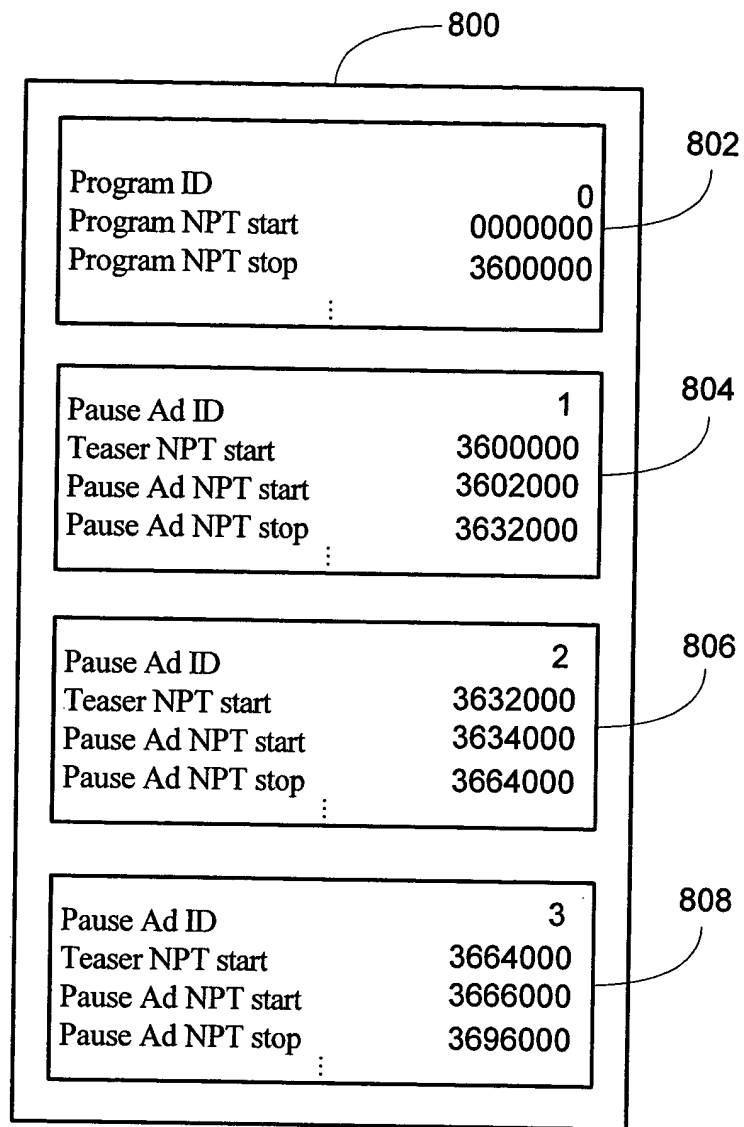 800
802
Program ID 0
Program NPT start 0000000
Program NPT stop 3600000
⋮
804
Pause Ad ID 1
Teaser NPT start 3600000
Pause Ad NPT start 3602000
Pause Ad NPT stop 3632000
⋮
806
Pause Ad ID 2
Teaser NPT start 3632000
Pause Ad NPT start 3634000
Pause Ad NPT stop 3664000
⋮
808
Pause Ad ID 3
Teaser NPT start 3664000
Pause Ad NPT start 3666000
Pause Ad NPT stop 3696000
⋮